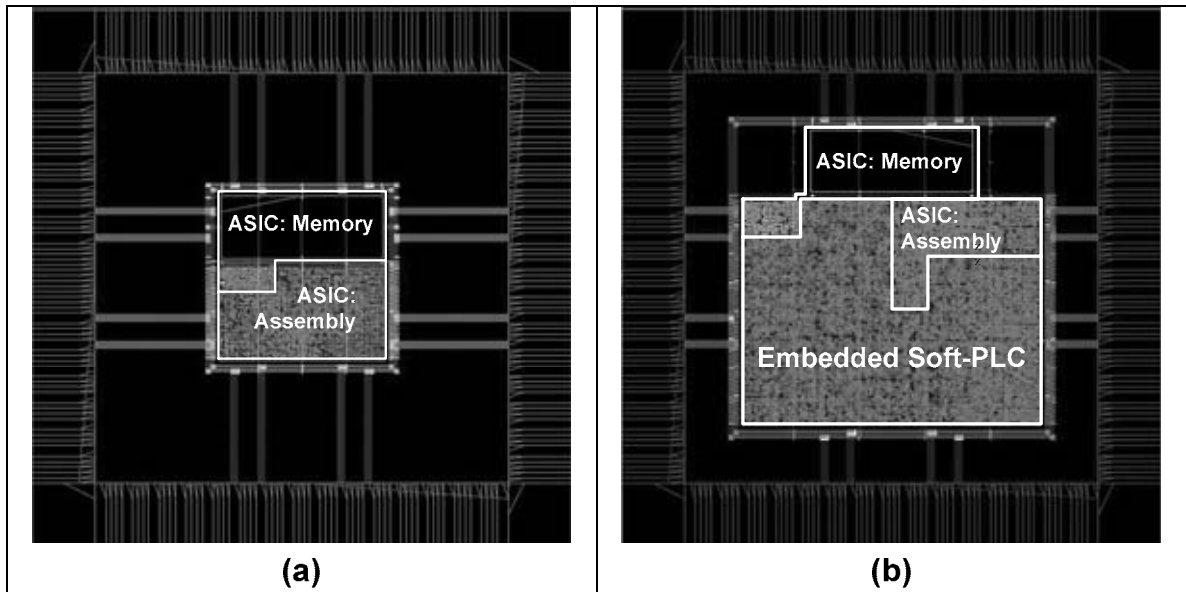 ASIC: Memory
ASIC:
Assembly
(a)
ASIC: Memory
ASIC:
Assembly
Embedded Soft-PLC
(b)